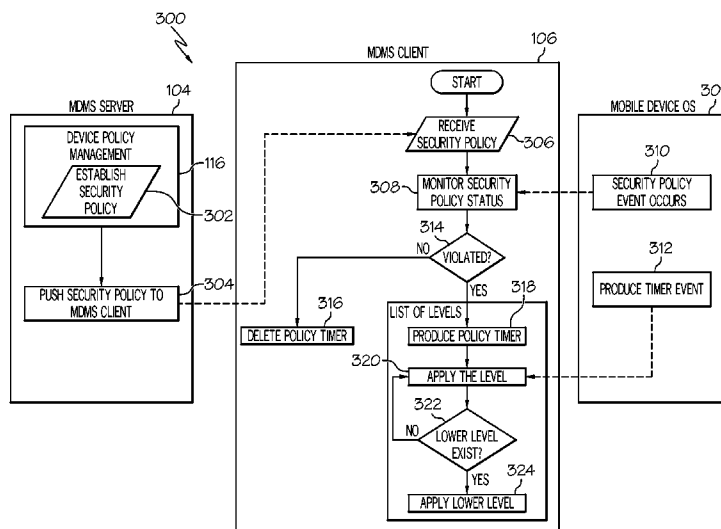 300
MDMS SERVER
104
DEVICE POLICY
MANAGEMENT
116
ESTABLISH
SECURITY
POLICY
302
PUSH SECURITY POLICY TO
MDMS CLIENT
304
MDMS CLIENT
106
START
RECEIVE
SECURITY POLICY
306
308
MONITOR SECURITY
POLICY STATUS
314
VIOLATED?
NO
YES
316
DELETE POLICY TIMER
LIST OF LEVELS
318
PRODUCE POLICY TIMER
320
APPLY THE LEVEL
322
LOWER LEVEL
EXIST?
NO
YES
324
APPLY LOWER LEVEL
MOBILE DEVICE OS
310
SECURITY POLICY
EVENT OCCURS
312
PRODUCE TIMER EVENT